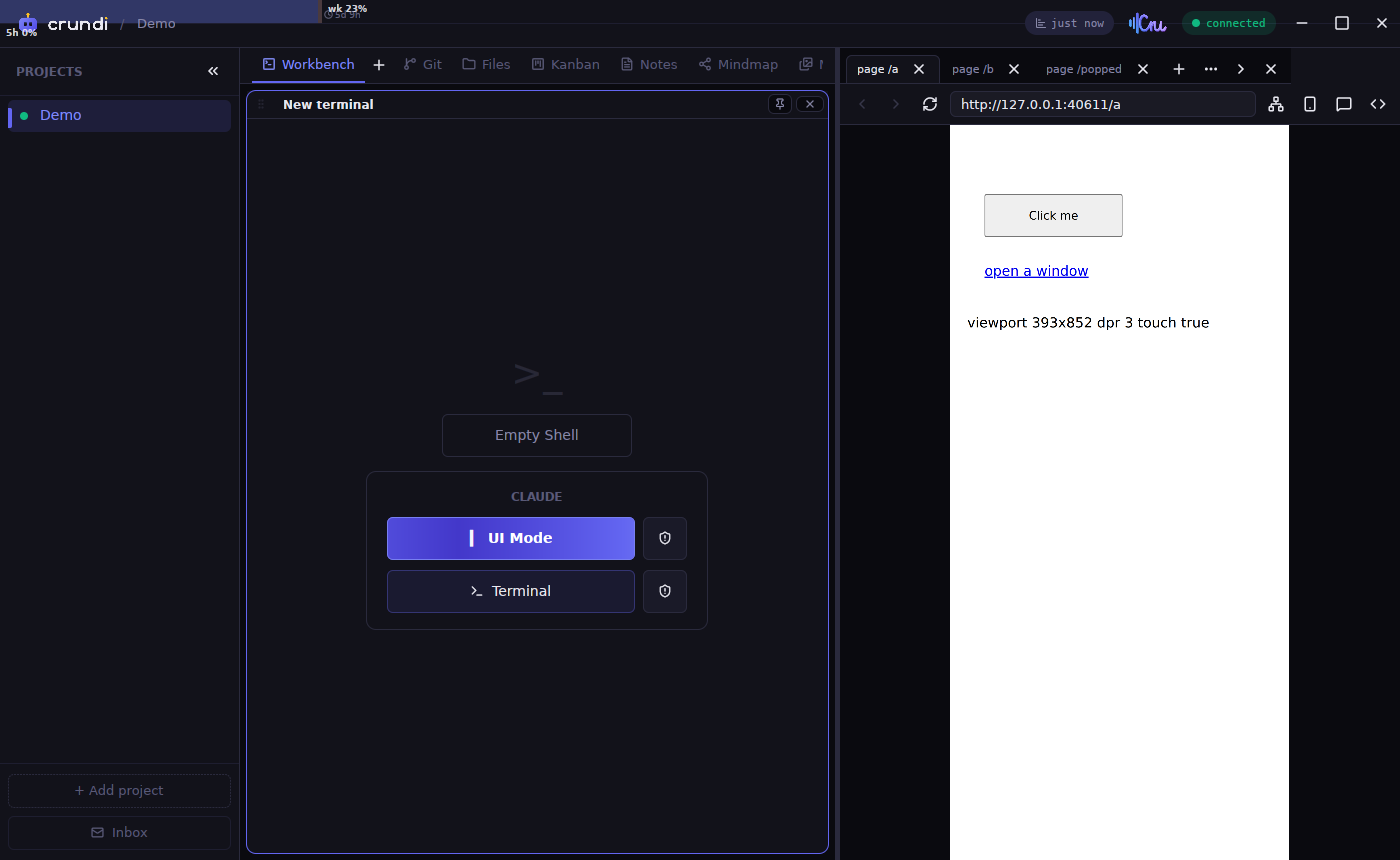 wk 23%
5d 9h
5h 0%
crundi / Demo
just now
Cru
connected
PROJECTS
Demo
+ Add project
Inbox
Workbench
Git
Files
Kanban
Notes
Mindmap
New terminal
>_
Empty Shell
CLAUDE
UI Mode
Terminal
page /a
page /b
page /popped
http://127.0.0.1:40611/a
Click me
open a window
viewport 393x852 dpr 3 touch true